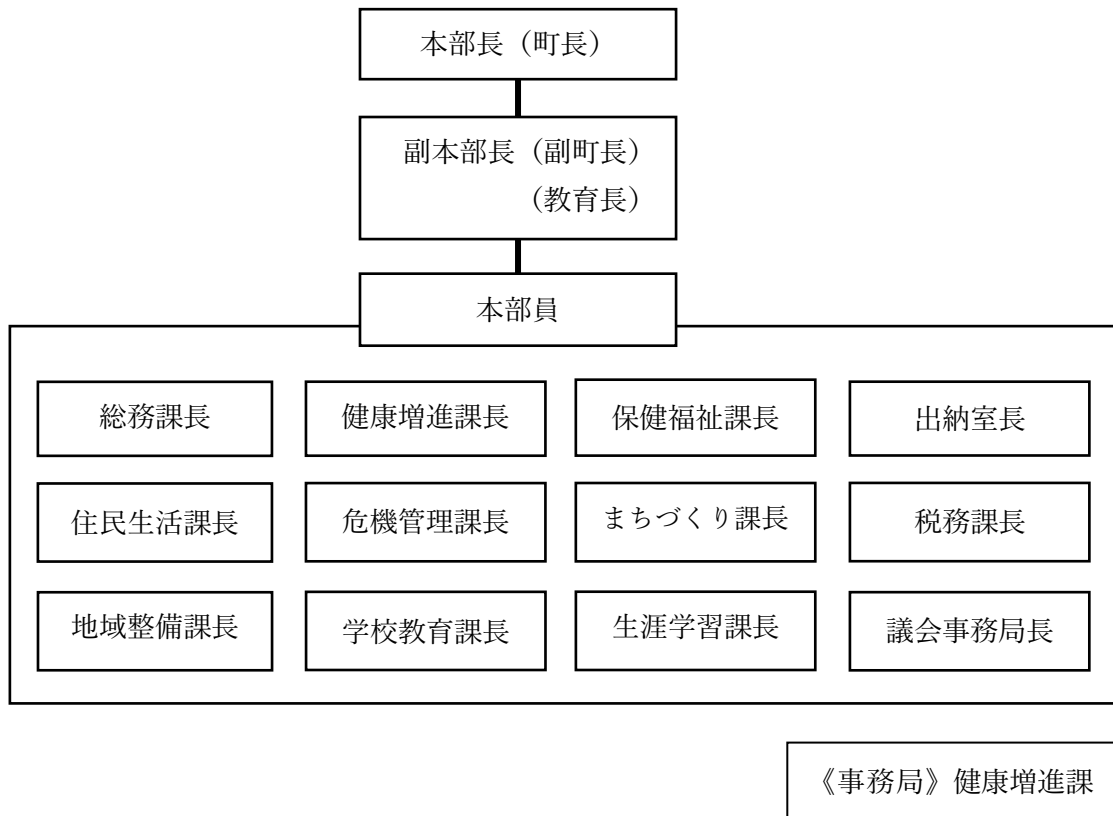 本部長（町長）
副本部長（副町長）
（教育長）
本部員
総務課長
健康増進課長
保健福祉課長
出納室長
住民生活課長
危機管理課長
まちづくり課長
税務課長
地域整備課長
学校教育課長
生涯学習課長
議会事務局長
《事務局》健康増進課